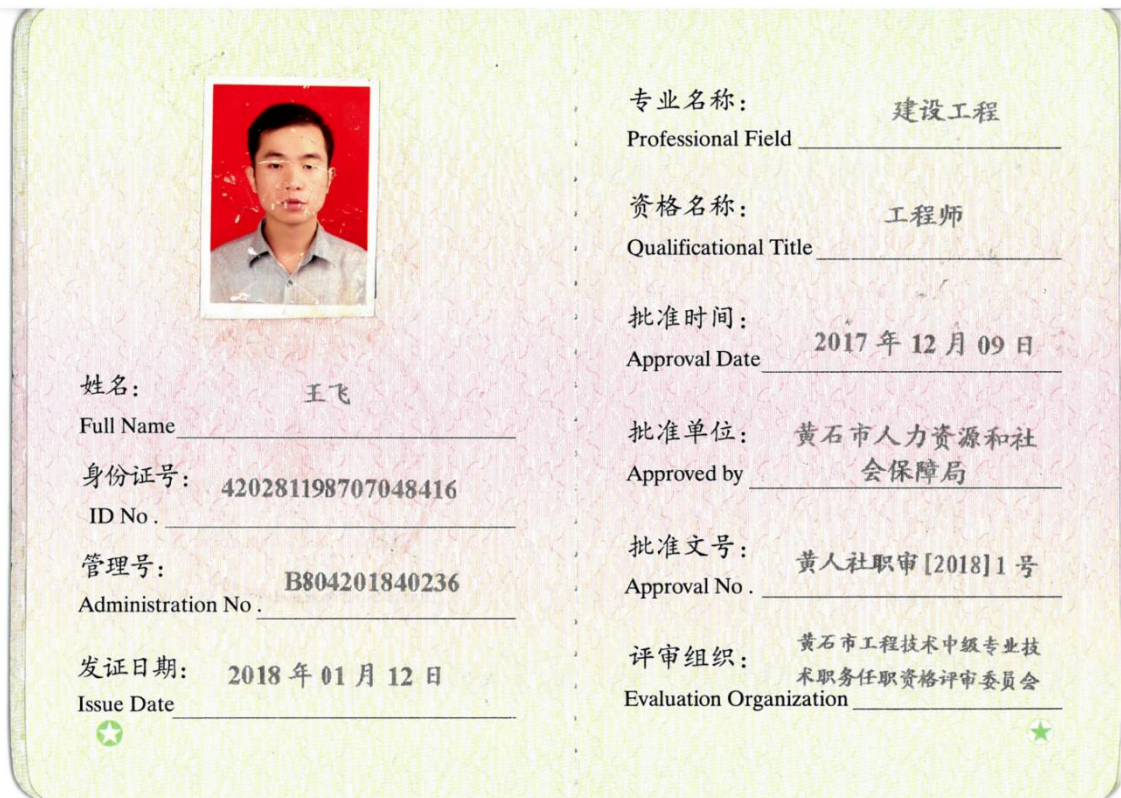 姓名：
王飞
Full Name
身份证号：
420281198707048416
ID No .
管理号：
B804201840236
Administration No .
发证日期：
2018 年 01 月 12 日
Issue Date
专业名称：
建设工程
Professional Field
资格名称：
工程师
Qualificational Title
批准时间：
2017 年 12 月 09 日
Approval Date
批准单位：
黄石市人力资源和社
会保障局
Approved by
批准文号：
黄人社职审[2018]1 号
Approval No .
评审组织：
黄石市工程技术中级专业技
术职务任职资格评审委员会
Evaluation Organization